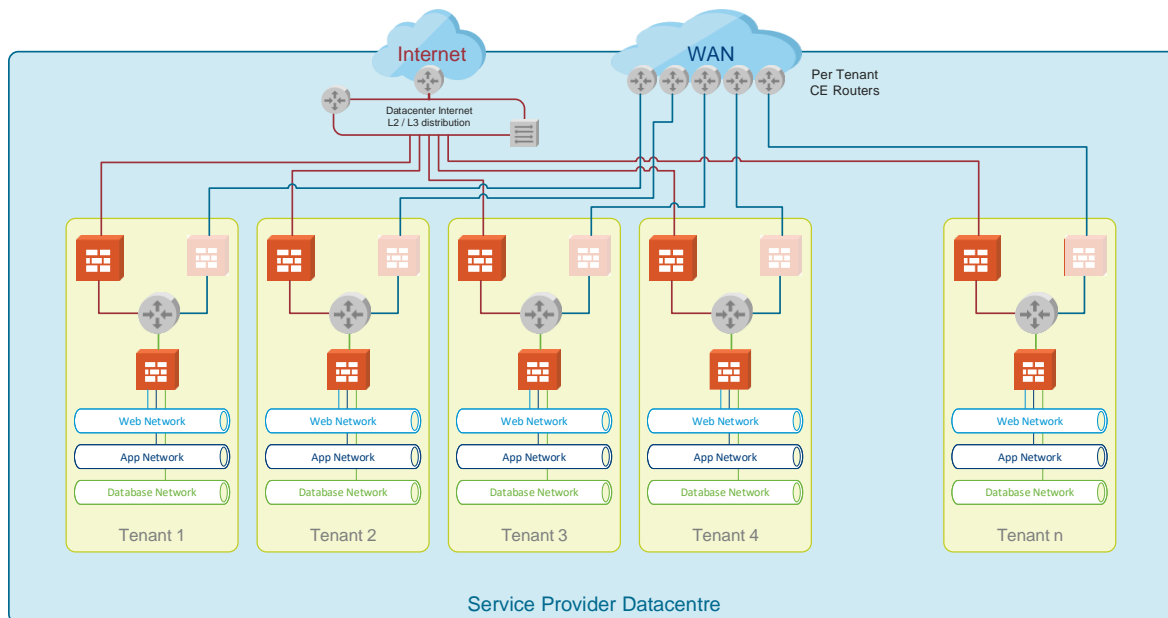 Internet
WAN
Per Tenant
CE Routers
Datacenter Internet
L2 / L3 distribution
Web Network
App Network
Database Network
Tenant 1
Web Network
App Network
Database Network
Tenant 2
Web Network
App Network
Database Network
Tenant 3
Web Network
App Network
Database Network
Tenant 4
Web Network
App Network
Database Network
Tenant n
Service Provider Datacentre